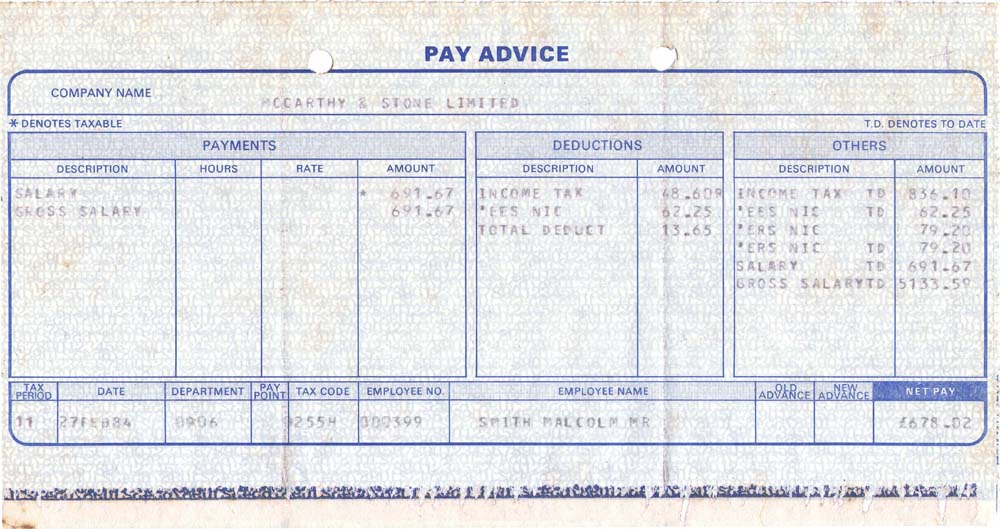 PAY ADVICE
COMPANY NAME
MCCARTHY & STONE LIMITED
* DENOTES TAXABLE T.D. DENOTES TO DATE
PAYMENTS DEDUCTIONS OTHERS
DESCRIPTION HOURS RATE AMOUNT DESCRIPTION AMOUNT DESCRIPTION AMOUNT
SALARY * 691.67 INCOME TAX 48.60R INCOME TAX TD 836.10
GROSS SALARY 691.67 'EES NIC 62.25 'EES NIC TD 62.25
TOTAL DEDUCT 13.65 'ERS NIC 79.20
'ERS NIC TD 79.20
SALARY TD 691.67
GROSS SALARYTD 5133.59
TAX PERIOD DATE DEPARTMENT PAY POINT TAX CODE EMPLOYEE NO. EMPLOYEE NAME OLD ADVANCE NEW ADVANCE NET PAY
11 27FEB84 0906 0255H 000399 SMITH MALCOLM MR £678.02